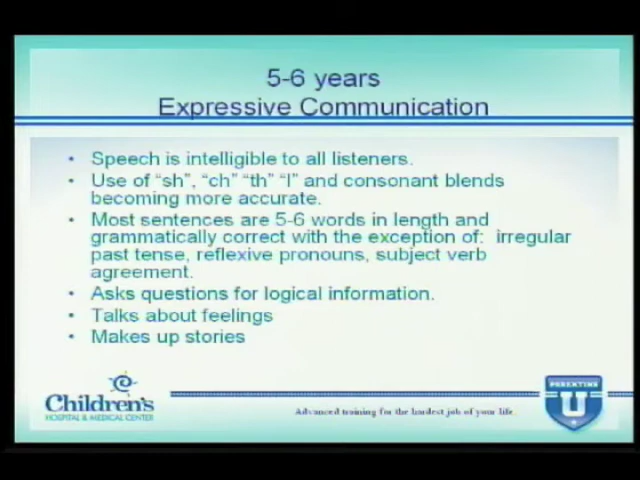 5-6 years
Expressive Communication
• Speech is intelligible to all listeners.
• Use of “sh”, “ch” “th” “l” and consonant blends
becoming more accurate.
• Most sentences are 5-6 words in length and
grammatically correct with the exception of: irregular
past tense, reflexive pronouns, subject verb
agreement.
• Asks questions for logical information.
• Talks about feelings
• Makes up stories
Children's
HOSPITAL & MEDICAL CENTER
Advanced training for the hardest job of your life.
PARENTING
U